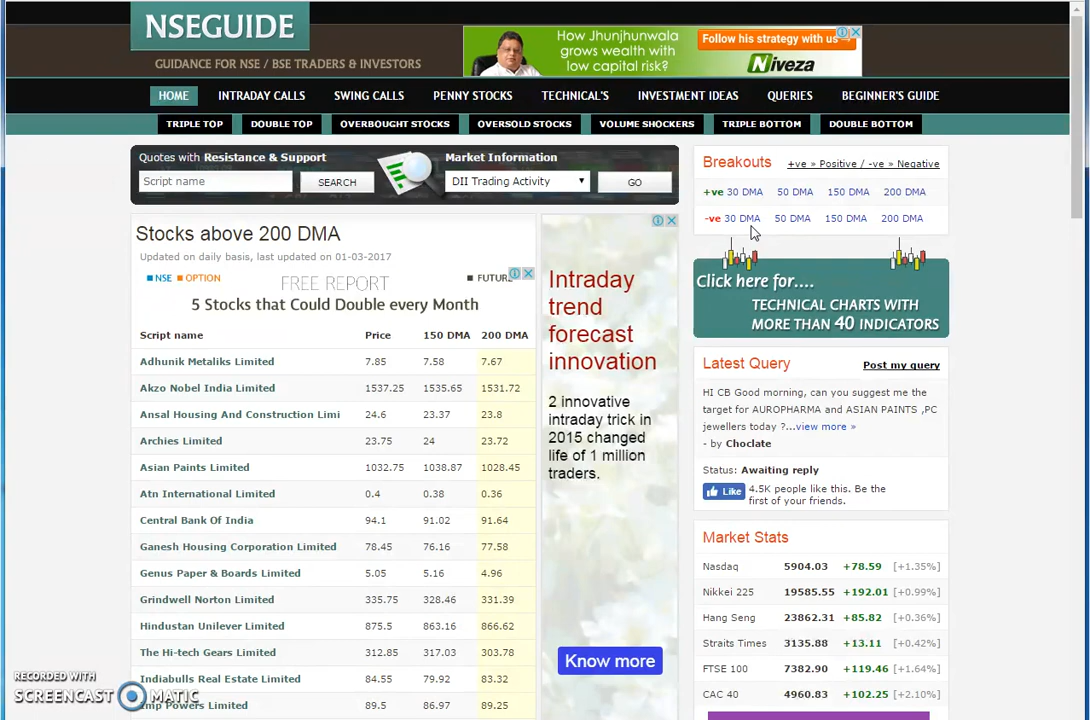 NSEGUIDE
GUIDANCE FOR NSE / BSE TRADERS & INVESTORS
How Jhunjhunwala
grows wealth with
low capital risk?
Follow his strategy with us
Niveza
HOME INTRADAY CALLS SWING CALLS PENNY STOCKS TECHNICAL'S INVESTMENT IDEAS QUERIES BEGINNER'S GUIDE
TRIPLE TOP DOUBLE TOP OVERBOUGHT STOCKS OVERSOLD STOCKS VOLUME SHOCKERS TRIPLE BOTTOM DOUBLE BOTTOM
Quotes with Resistance & Support
Script name SEARCH
Market Information
DII Trading Activity GO
Stocks above 200 DMA
Updated on daily basis, last updated on 01-03-2017
NSE OPTION FREE REPORT FUTUR
5 Stocks that Could Double every Month
Script name Price 150 DMA 200 DMA
Adhunik Metaliks Limited 7.85 7.58 7.67
Akzo Nobel India Limited 1537.25 1535.65 1531.72
Ansal Housing And Construction Limi 24.6 23.37 23.8
Archies Limited 23.75 24 23.72
Asian Paints Limited 1032.75 1038.87 1028.45
Atn International Limited 0.4 0.38 0.36
Central Bank Of India 94.1 91.02 91.64
Ganesh Housing Corporation Limited 78.45 76.16 77.58
Genus Paper & Boards Limited 5.05 5.16 4.96
Grindwell Norton Limited 335.75 328.46 331.39
Hindustan Unilever Limited 875.5 863.16 866.62
The Hi-tech Gears Limited 312.85 317.03 303.78
Indiabulls Real Estate Limited 84.55 79.92 83.32
Imp Powers Limited 89.5 86.97 89.25
RECORDED WITH
SCREENCAST MATIC
Intraday
trend
forecast
innovation
2 innovative
intraday trick in
2015 changed
life of 1 million
traders.
Know more
Breakouts +ve » Positive / -ve » Negative
+ve 30 DMA 50 DMA 150 DMA 200 DMA
-ve 30 DMA 50 DMA 150 DMA 200 DMA
Click here for....
TECHNICAL CHARTS WITH
MORE THAN 40 INDICATORS
Latest Query Post my query
HI CB Good morning, can you suggest me the
target for AUROPHARMA and ASIAN PAINTS ,PC
jewellers today ?...view more »
- by Choclate
Status: Awaiting reply
Like 4.5K people like this. Be the
first of your friends.
Market Stats
Nasdaq 5904.03 +78.59 [+1.35%]
Nikkei 225 19585.55 +192.01 [+0.99%]
Hang Seng 23862.31 +85.82 [+0.36%]
Straits Times 3135.88 +13.11 [+0.42%]
FTSE 100 7382.90 +119.46 [+1.64%]
CAC 40 4960.83 +102.25 [+2.10%]